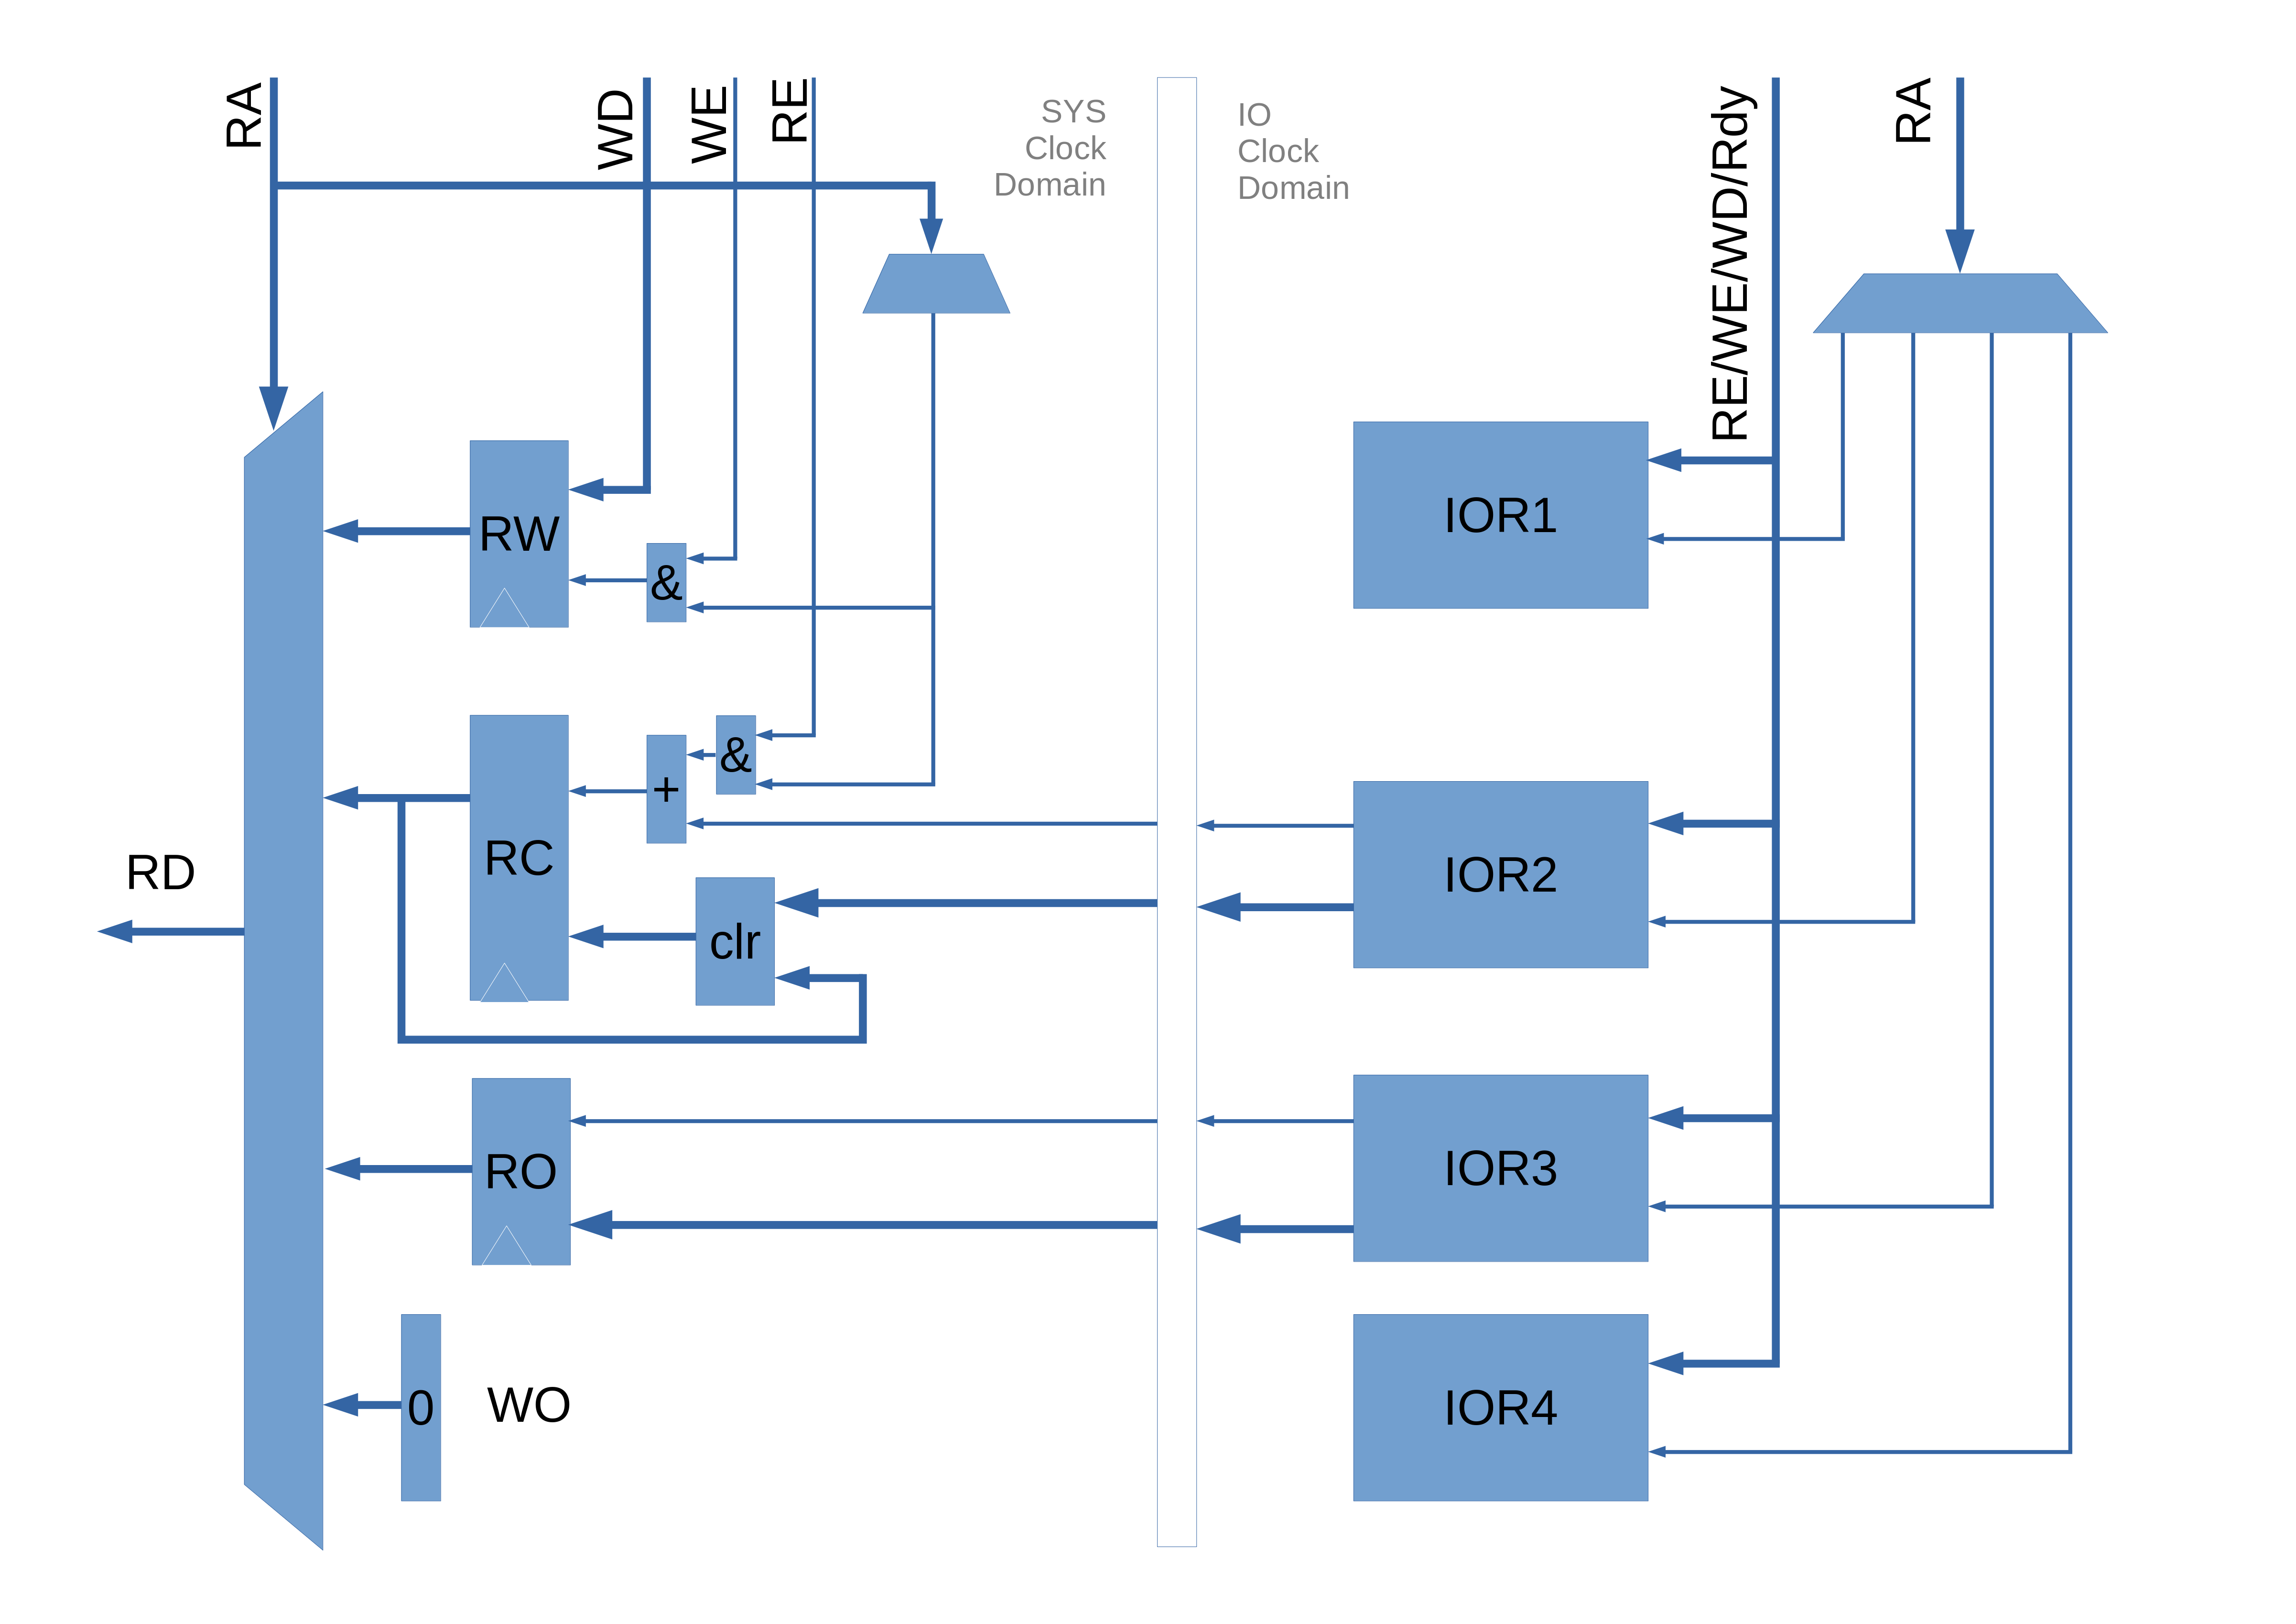 RA
WD
WE
RE
SYS
Clock
Domain
IO
Clock
Domain
RE/WE/WD/Rdy
RA
RW
&
IOR1
&
+
RC
IOR2
RD
clr
RO
IOR3
0
WO
IOR4